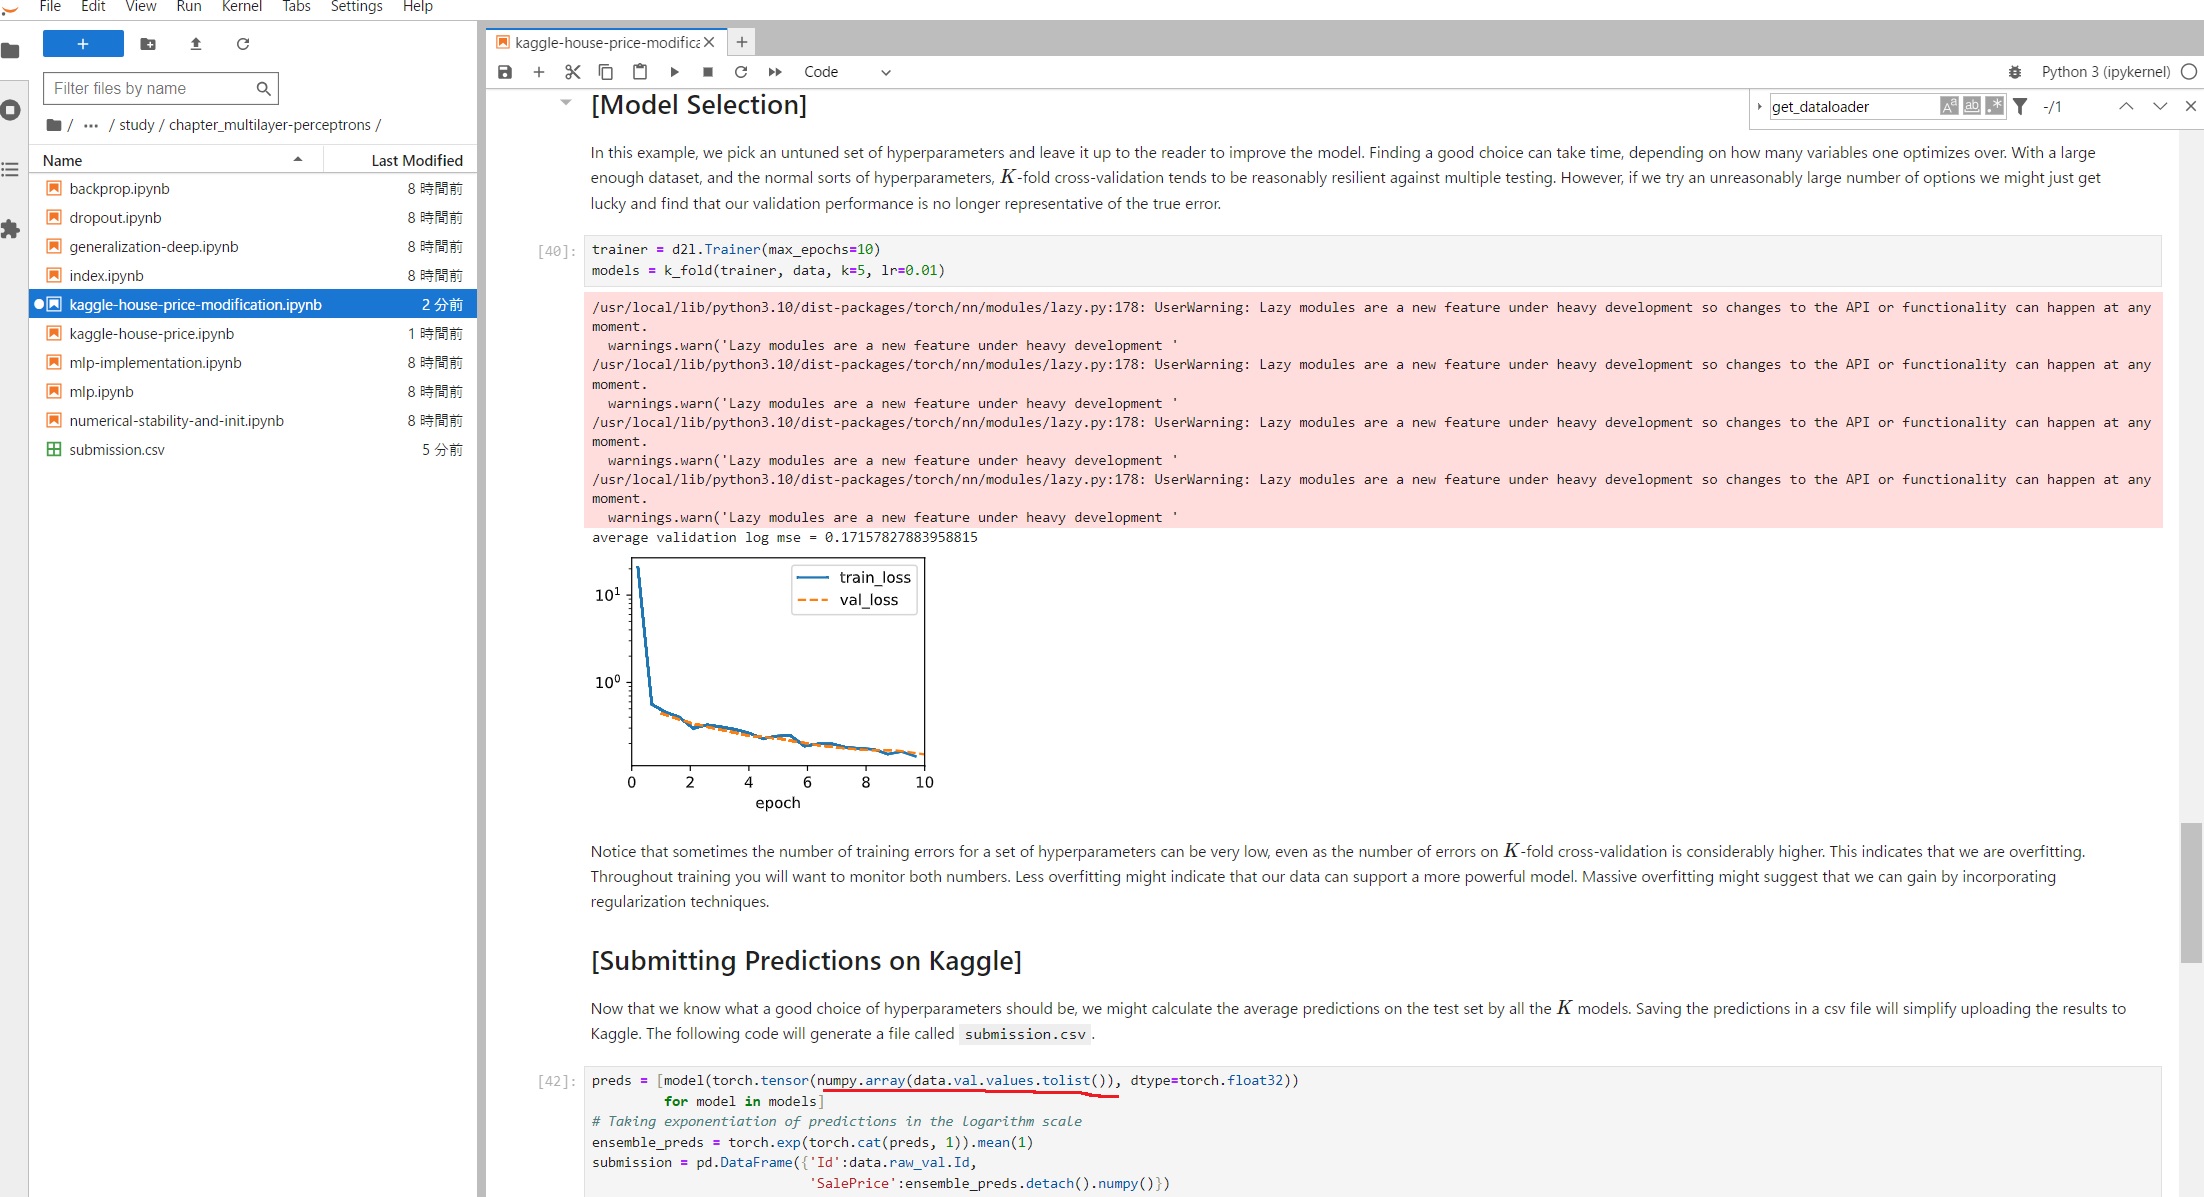 File Edit View Run Kernel Tabs Settings Help
Filter files by name
/ ··· / study / chapter_multilayer-perceptrons /
Name Last Modified
backprop.ipynb 8 時間前
dropout.ipynb 8 時間前
generalization-deep.ipynb 8 時間前
index.ipynb 8 時間前
kaggle-house-price-modification.ipynb 2 分前
kaggle-house-price.ipynb 1 時間前
mlp-implementation.ipynb 8 時間前
mlp.ipynb 8 時間前
numerical-stability-and-init.ipynb 8 時間前
submission.csv 5 分前
kaggle-house-price-modifica
Code
Python 3 (ipykernel)
get_dataloader
-/1
[Model Selection]
In this example, we pick an untuned set of hyperparameters and leave it up to the reader to improve the model. Finding a good choice can take time, depending on how many variables one optimizes over. With a large
enough dataset, and the normal sorts of hyperparameters, K-fold cross-validation tends to be reasonably resilient against multiple testing. However, if we try an unreasonably large number of options we might just get
lucky and find that our validation performance is no longer representative of the true error.
[40]:
trainer = d2l.Trainer(max_epochs=10)
models = k_fold(trainer, data, k=5, lr=0.01)
/usr/local/lib/python3.10/dist-packages/torch/nn/modules/lazy.py:178: UserWarning: Lazy modules are a new feature under heavy development so changes to the API or functionality can happen at any
moment.
warnings.warn('Lazy modules are a new feature under heavy development '
/usr/local/lib/python3.10/dist-packages/torch/nn/modules/lazy.py:178: UserWarning: Lazy modules are a new feature under heavy development so changes to the API or functionality can happen at any
moment.
warnings.warn('Lazy modules are a new feature under heavy development '
/usr/local/lib/python3.10/dist-packages/torch/nn/modules/lazy.py:178: UserWarning: Lazy modules are a new feature under heavy development so changes to the API or functionality can happen at any
moment.
warnings.warn('Lazy modules are a new feature under heavy development '
/usr/local/lib/python3.10/dist-packages/torch/nn/modules/lazy.py:178: UserWarning: Lazy modules are a new feature under heavy development so changes to the API or functionality can happen at any
moment.
warnings.warn('Lazy modules are a new feature under heavy development '
average validation log mse = 0.17157827883958815
train_loss
val_loss
10¹
10⁰
0 2 4 6 8 10
epoch
Notice that sometimes the number of training errors for a set of hyperparameters can be very low, even as the number of errors on K-fold cross-validation is considerably higher. This indicates that we are overfitting.
Throughout training you will want to monitor both numbers. Less overfitting might indicate that our data can support a more powerful model. Massive overfitting might suggest that we can gain by incorporating
regularization techniques.
[Submitting Predictions on Kaggle]
Now that we know what a good choice of hyperparameters should be, we might calculate the average predictions on the test set by all the K models. Saving the predictions in a csv file will simplify uploading the results to
Kaggle. The following code will generate a file called submission.csv.
[42]:
preds = [model(torch.tensor(numpy.array(data.val.values.tolist()), dtype=torch.float32))
for model in models]
# Taking exponentiation of predictions in the logarithm scale
ensemble_preds = torch.exp(torch.cat(preds, 1)).mean(1)
submission = pd.DataFrame({'Id':data.raw_val.Id,
'SalePrice':ensemble_preds.detach().numpy()})